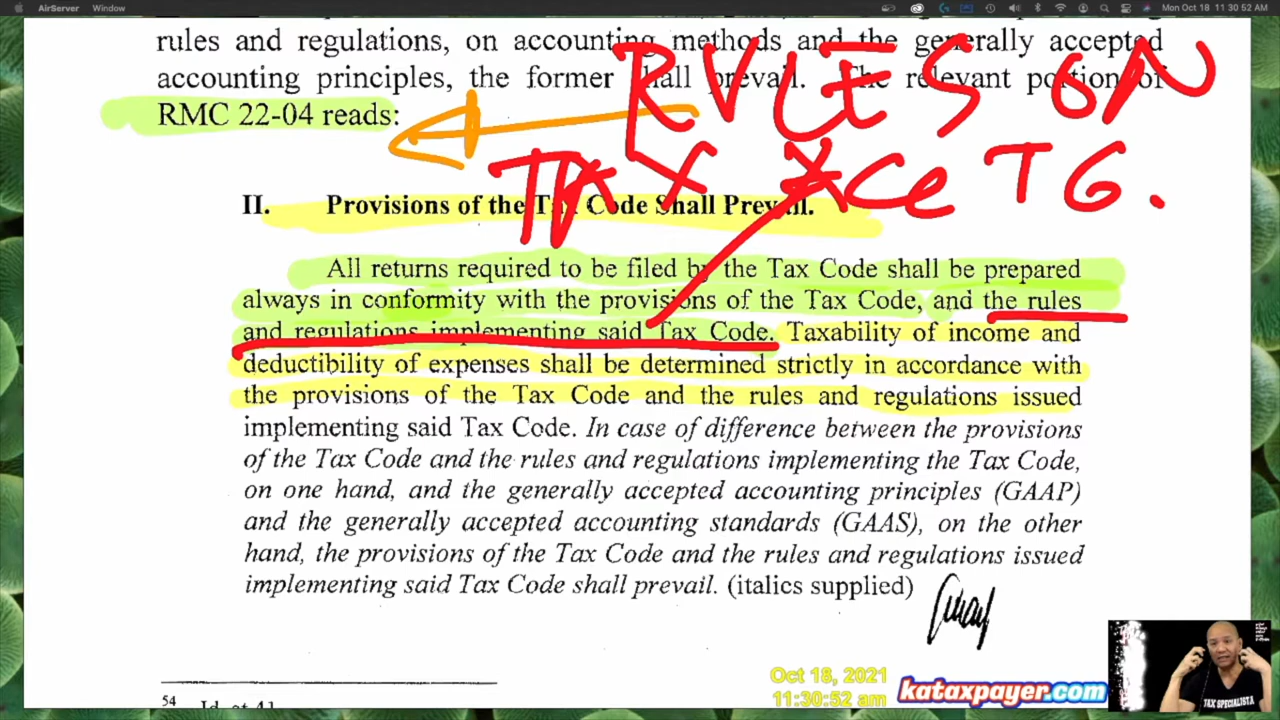 AirServer Window Mon Oct 18 11 30 52 AM
rules and regulations, on accounting methods and the generally accepted
accounting principles, the former shall prevail. The relevant portion of
RMC 22-04 reads:
RULES ON
TAX ACCTG.
II. Provisions of the Tax Code Shall Prevail.
All returns required to be filed by the Tax Code shall be prepared
always in conformity with the provisions of the Tax Code, and the rules
and regulations implementing said Tax Code. Taxability of income and
deductibility of expenses shall be determined strictly in accordance with
the provisions of the Tax Code and the rules and regulations issued
implementing said Tax Code. In case of difference between the provisions
of the Tax Code and the rules and regulations implementing the Tax Code,
on one hand, and the generally accepted accounting principles (GAAP)
and the generally accepted accounting standards (GAAS), on the other
hand, the provisions of the Tax Code and the rules and regulations issued
implementing said Tax Code shall prevail. (italics supplied)
54 Id. at 41
Oct 18, 2021
11:30:52 am
kataxpayer.com
TAX SPECIALISTA